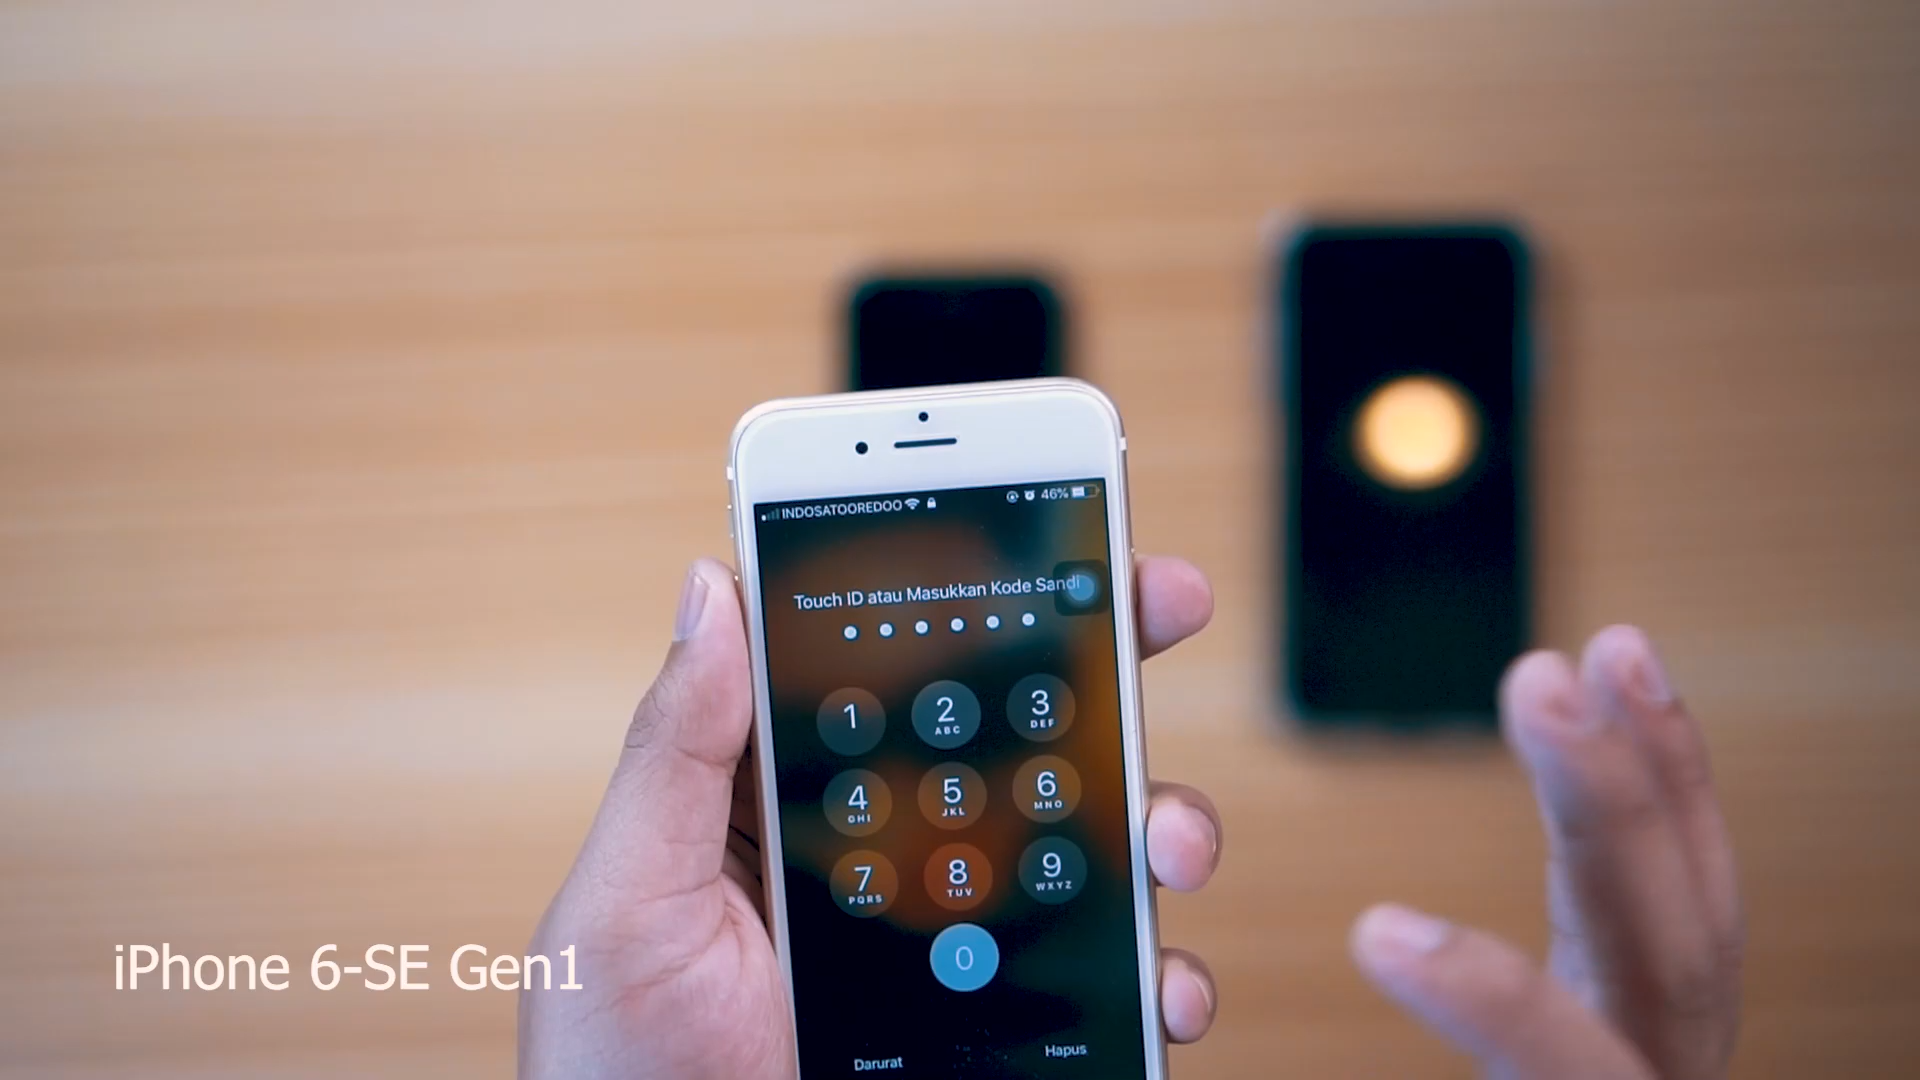 INDOSATOOREDOO 46%
Touch ID atau Masukkan Kode Sandi
1 2 3
ABC DEF
4 5 6
GHI JKL MNO
7 8 9
PQRS TUV WXYZ
0
Darurat Hapus
iPhone 6-SE Gen1